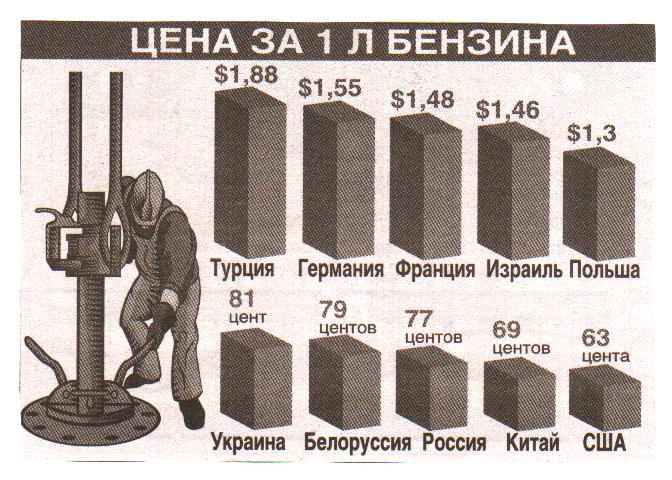 ЦЕНА ЗА 1 Л БЕНЗИНА
$1,88 $1,55 $1,48 $1,46 $1,3
Турция Германия Франция Израиль Польша
81 79 77 69 63
цент центов центов центов цента
Украина Белоруссия Россия Китай США